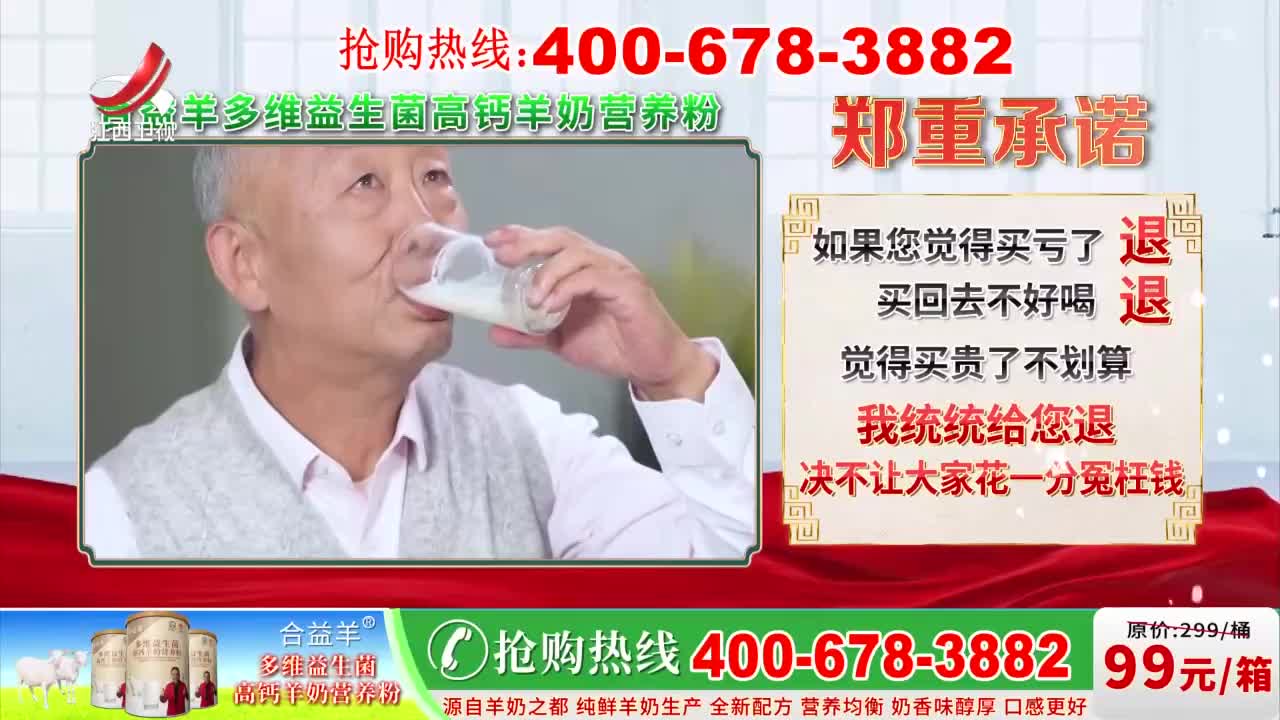 抢购热线:400-678-3882
江西卫视
合益羊多维益生菌高钙羊奶营养粉
郑重承诺
如果您觉得买亏了 退
买回去不好喝 退
觉得买贵了不划算
我统统给您退
决不让大家花一分冤枉钱
合益羊®
多维益生菌
高钙羊奶营养粉
抢购热线 400-678-3882
源自羊奶之都 纯鲜羊奶生产 全新配方 营养均衡 奶香味醇厚 口感更好
原价:299/桶
99元/箱